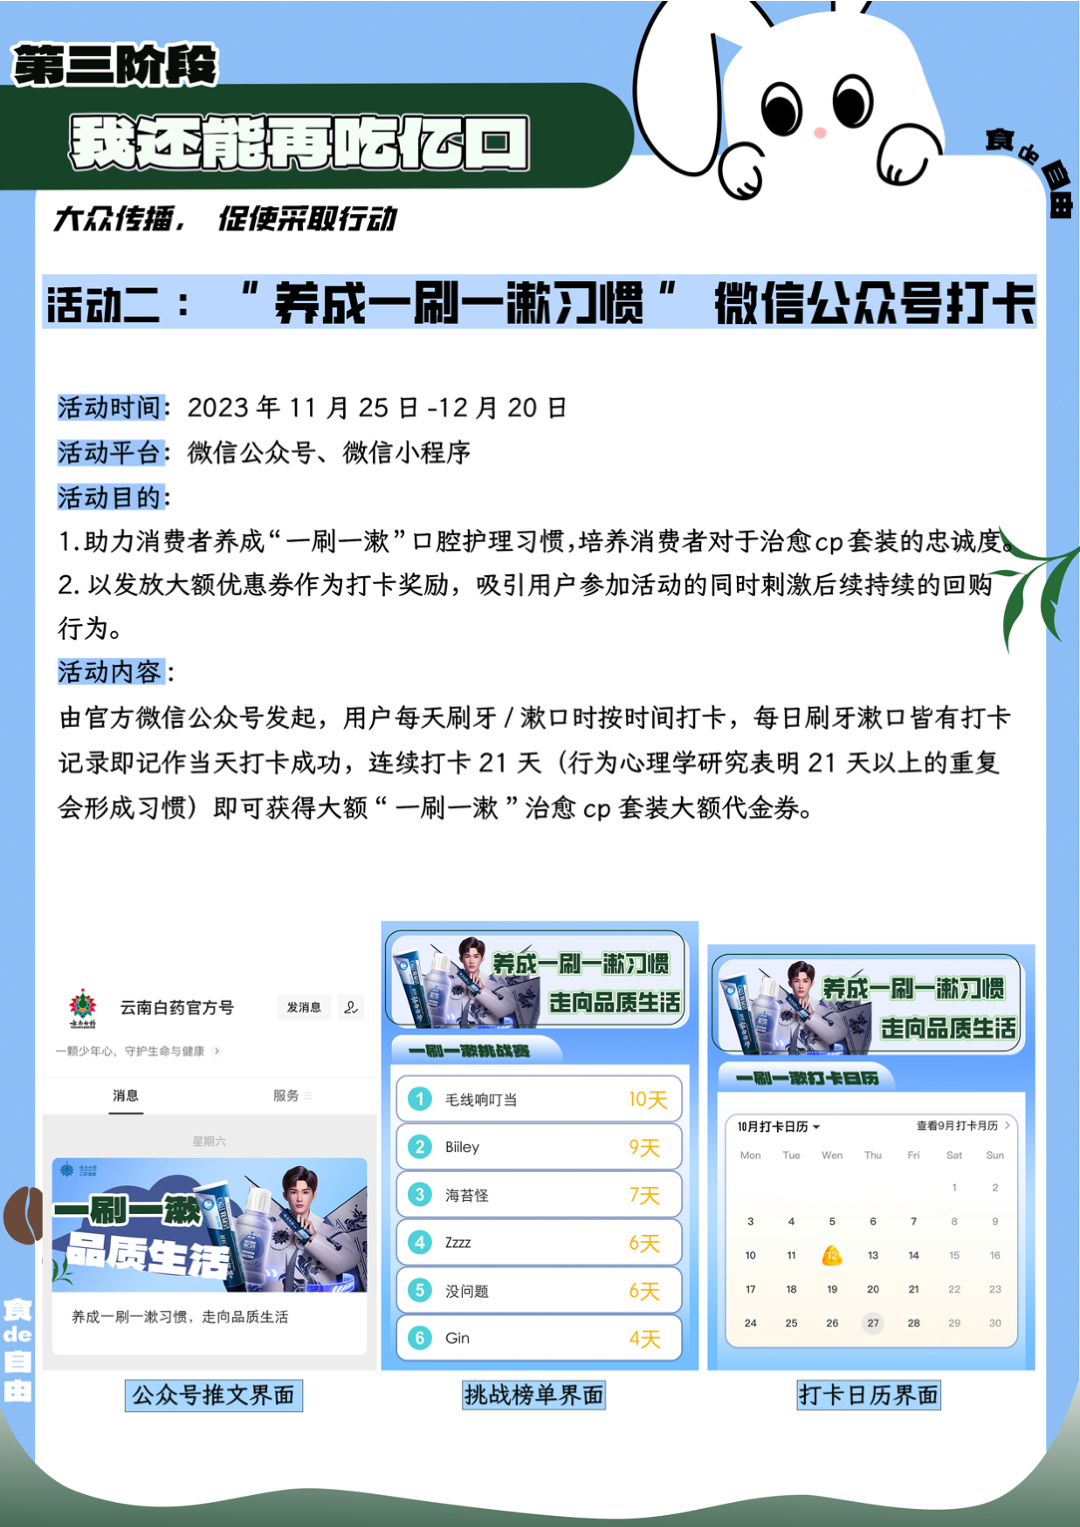 第三阶段
我还能再吃亿口
食de自由
大众传播， 促使采取行动
活动二：“养成一刷一漱习惯” 微信公众号打卡
活动时间：2023 年 11 月 25 日 -12 月 20 日
活动平台：微信公众号、微信小程序
活动目的：
1.助力消费者养成“一刷一漱”口腔护理习惯，培养消费者对于治愈cp套装的忠诚度。
2. 以发放大额优惠券作为打卡奖励，吸引用户参加活动的同时刺激后续持续的回购
行为。
活动内容：
由官方微信公众号发起，用户每天刷牙 / 漱口时按时间打卡，每日刷牙漱口皆有打卡
记录即记作当天打卡成功，连续打卡 21 天（行为心理学研究表明 21 天以上的重复
会形成习惯）即可获得大额“一刷一漱”治愈 cp 套装大额代金券。
云南白药官方号
发消息
一颗少年心，守护生命与健康
消息 服务
星期六
一刷一漱
品质生活
养成一刷一漱习惯，走向品质生活
公众号推文界面
养成一刷一漱习惯
走向品质生活
一刷一漱挑战赛
1 毛线响叮当 10天
2 Biiley 9天
3 海苔怪 7天
4 Zzzz 6天
5 没问题 6天
6 Gin 4天
挑战榜单界面
养成一刷一漱习惯
走向品质生活
一刷一漱打卡日历
10月打卡日历 查看9月打卡月历
Mon Tue Wen Thu Fri Sat Sun
1 2
3 4 5 6 7 8 9
10 11 12 13 14 15 16
17 18 19 20 21 22 23
24 25 26 27 28 29 30
打卡日历界面
食de自由